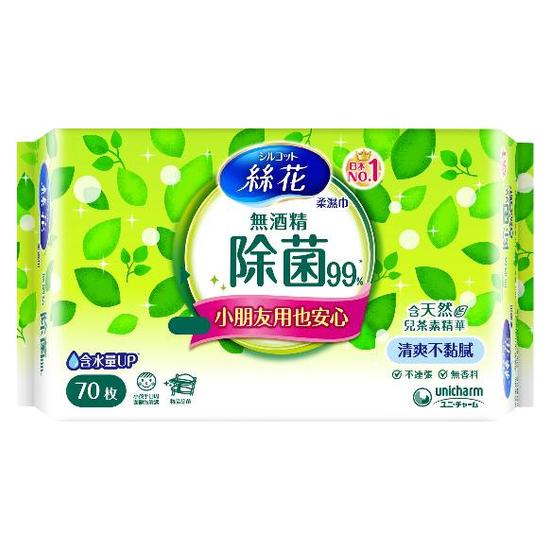 シルコット
絲花
柔濕巾
日本
NO.1
無酒精
除菌99%
小朋友用也安心
含天然
兒茶素精華
清爽不黏膩
不連張
無香料
含水量UP
70枚
unicharm
ユニ・チャーム